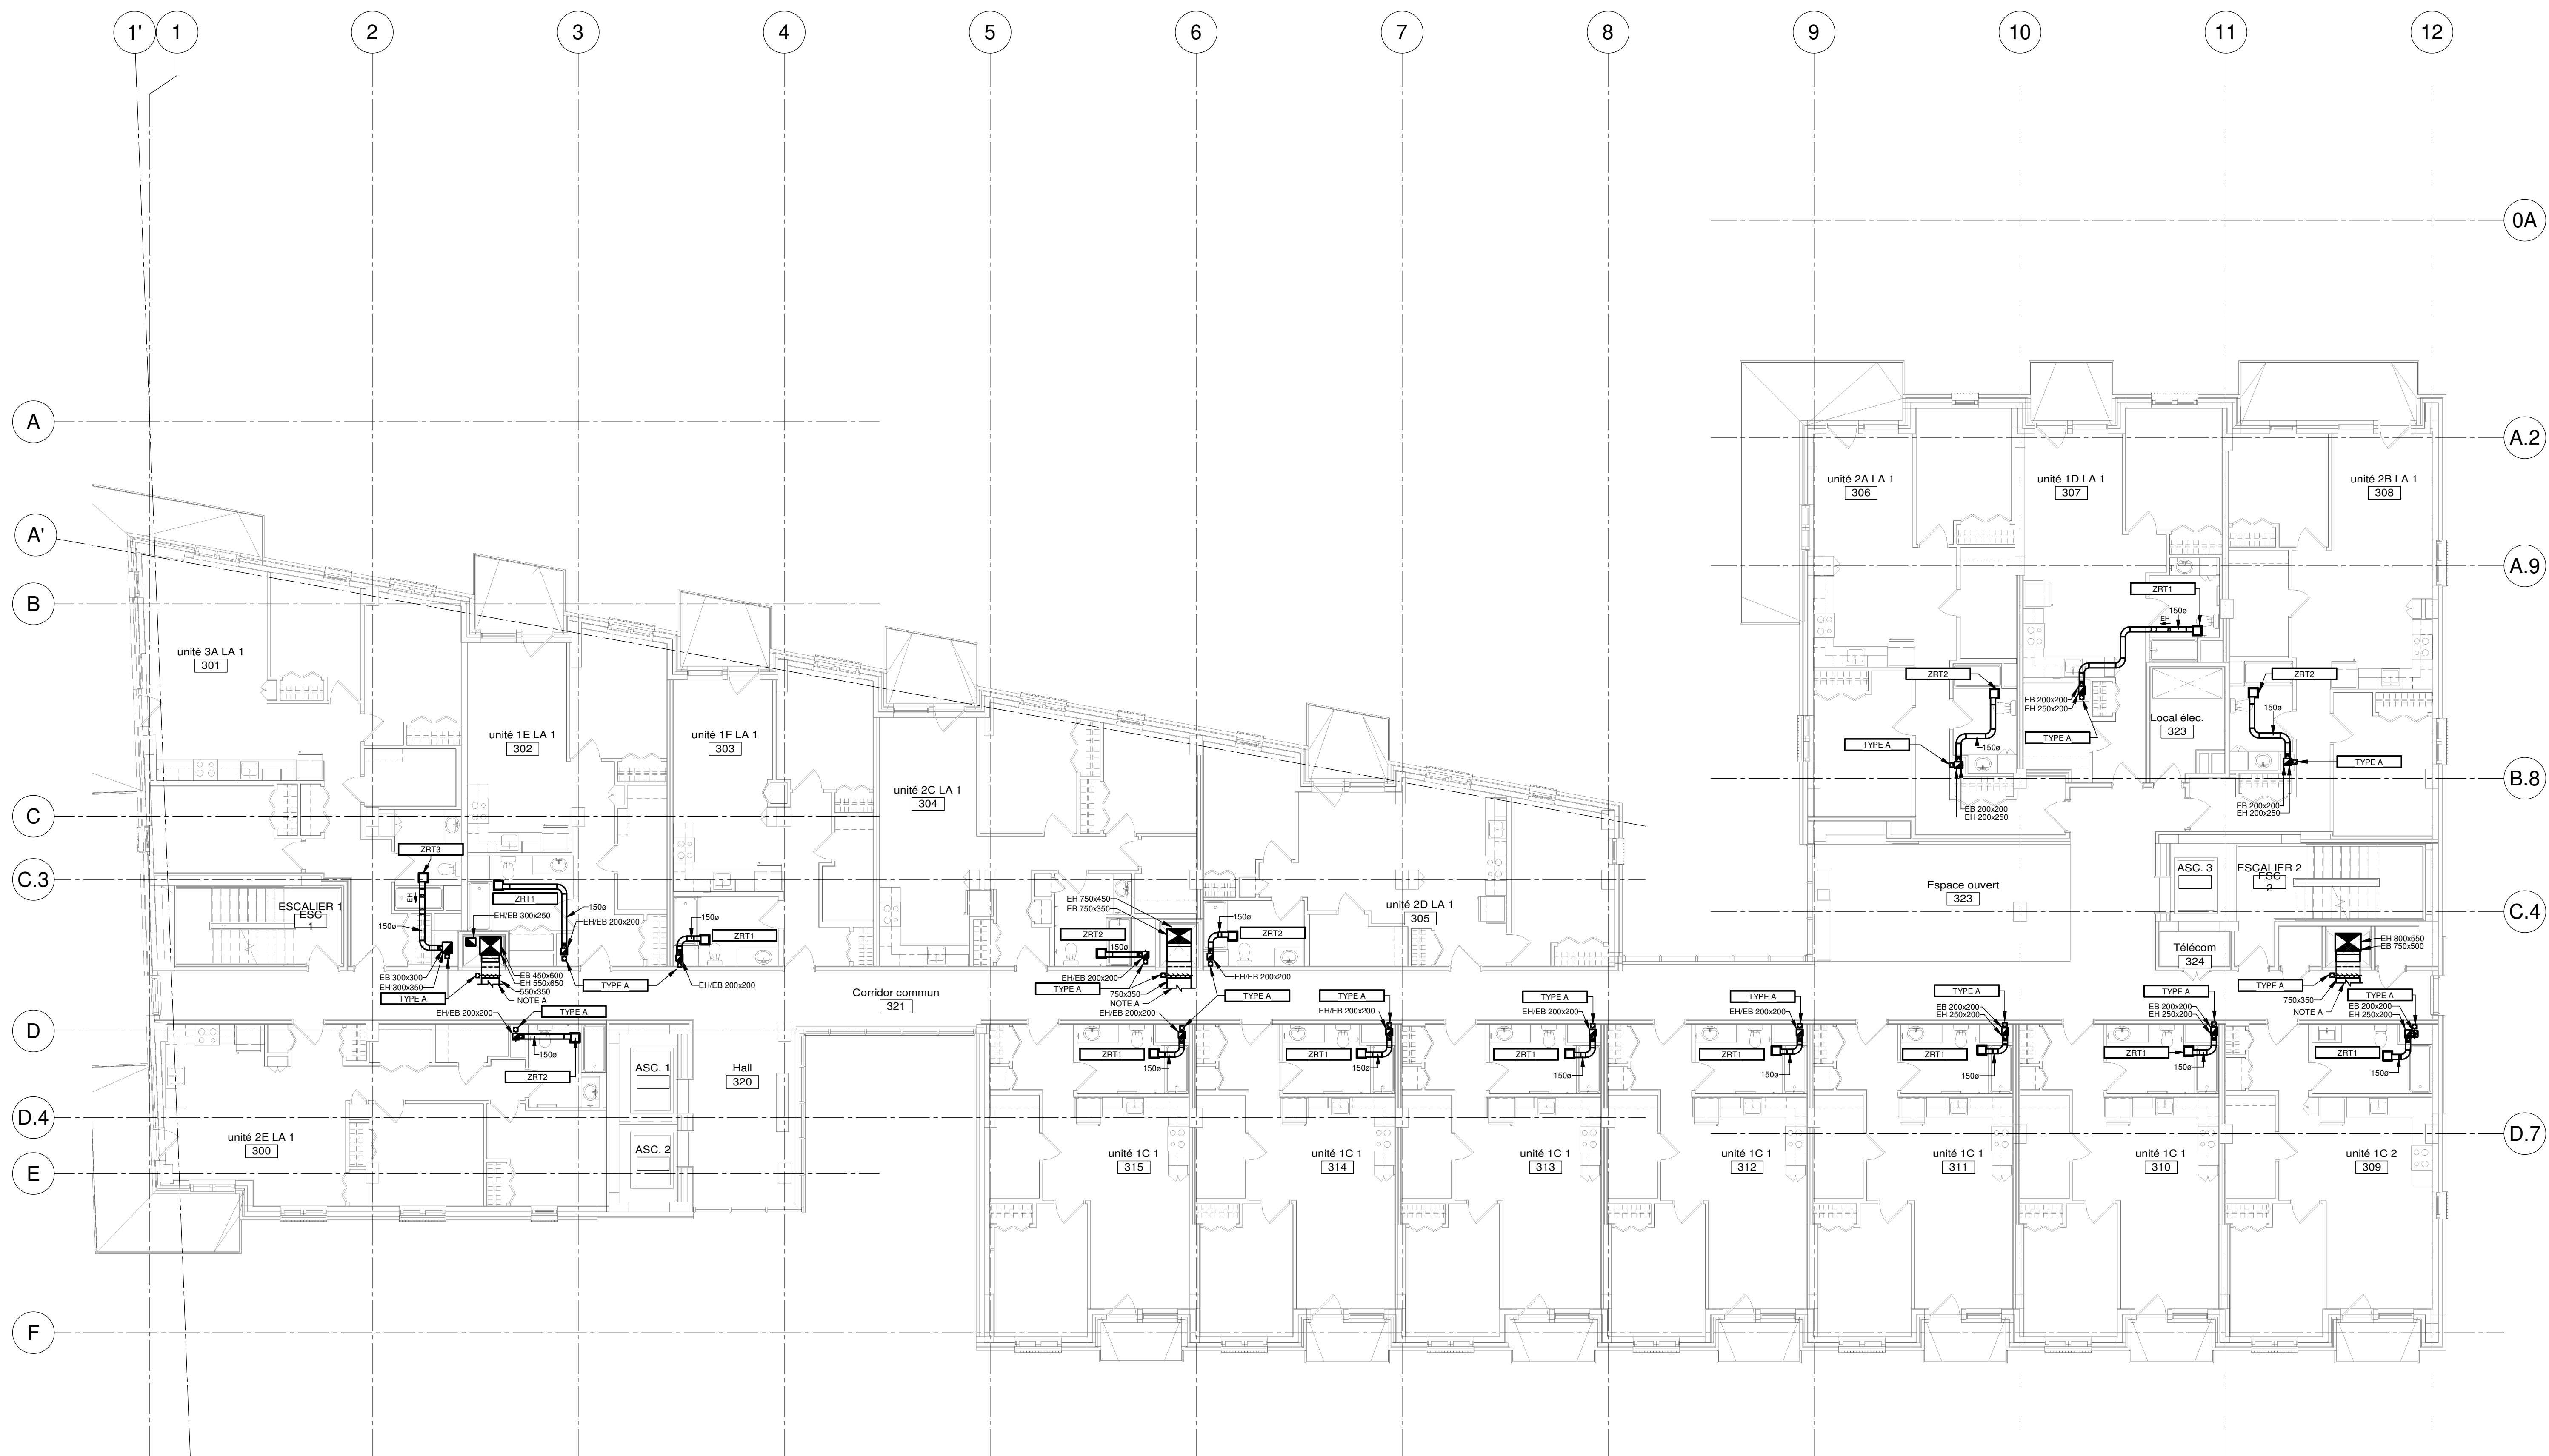 1'
1
2
3
4
5
6
7
8
9
10
11
12
0A
A
A.2
A'
A.9
B
B.8
C
C.3
C.4
D
D.4
D.7
E
F
unité 3A LA 1
301
unité 1E LA 1
302
unité 1F LA 1
303
unité 2C LA 1
304
unité 2D LA 1
305
unité 2A LA 1
306
unité 1D LA 1
307
unité 2B LA 1
308
ZRT1
150ø
EH
ZRT2
EB 200x200
EH 250x200
TYPE A
TYPE A
150ø
EB 200x200
EH 200x250
Local élec.
323
ZRT2
150ø
TYPE A
EB 200x200
EH 200x250
ZRT3
EH
150ø
EB 300x300
EH 300x350
TYPE A
ESCALIER 1
ESC
1
ZRT1
EH/EB 300x250
150ø
EH/EB 200x200
EB 450x600
EH 550x650
550x350
NOTE A
TYPE A
150ø
ZRT1
EH/EB 200x200
EH 750x450
EB 750x350
ZRT2
150ø
EH/EB 200x200
TYPE A
750x350
NOTE A
EH/EB 200x200
150ø
ZRT2
EH/EB 200x200
TYPE A
Espace ouvert
323
ASC. 3
ESCALIER 2
ESC
2
Télécom
324
EH 800x550
EB 750x500
TYPE A
750x350
NOTE A
Corridor commun
321
EH/EB 200x200
TYPE A
150ø
ZRT2
ASC. 1
ASC. 2
Hall
320
unité 2E LA 1
300
ZRT1
150ø
unité 1C 1
315
TYPE A
EH/EB 200x200
ZRT1
150ø
unité 1C 1
314
TYPE A
EH/EB 200x200
ZRT1
150ø
unité 1C 1
313
TYPE A
EH/EB 200x200
ZRT1
150ø
unité 1C 1
312
TYPE A
EB 200x200
EH 250x200
ZRT1
150ø
unité 1C 1
311
TYPE A
EB 200x200
EH 250x200
ZRT1
150ø
unité 1C 1
310
TYPE A
EB 200x200
EH 250x200
ZRT1
150ø
unité 1C 2
309